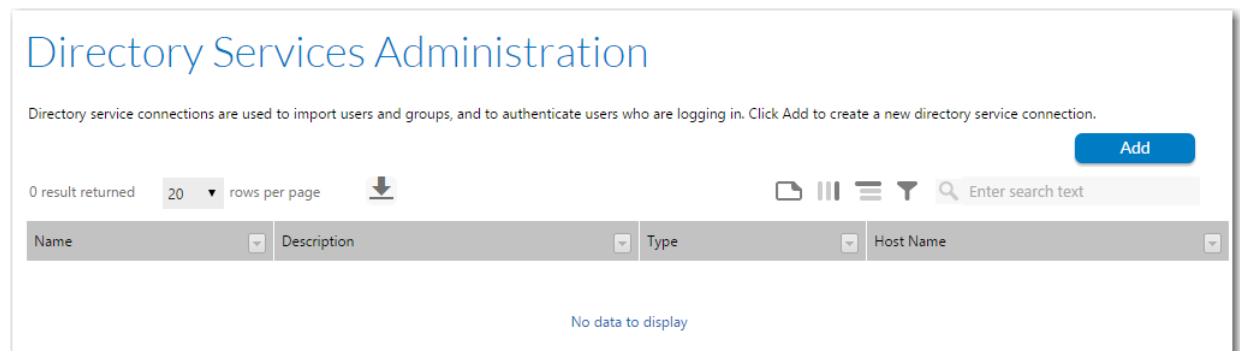 Directory Services Administration
Directory service connections are used to import users and groups, and to authenticate users who are logging in. Click Add to create a new directory service connection.
Add
0 result returned 20 rows per page Enter search text
Name Description Type Host Name
No data to display